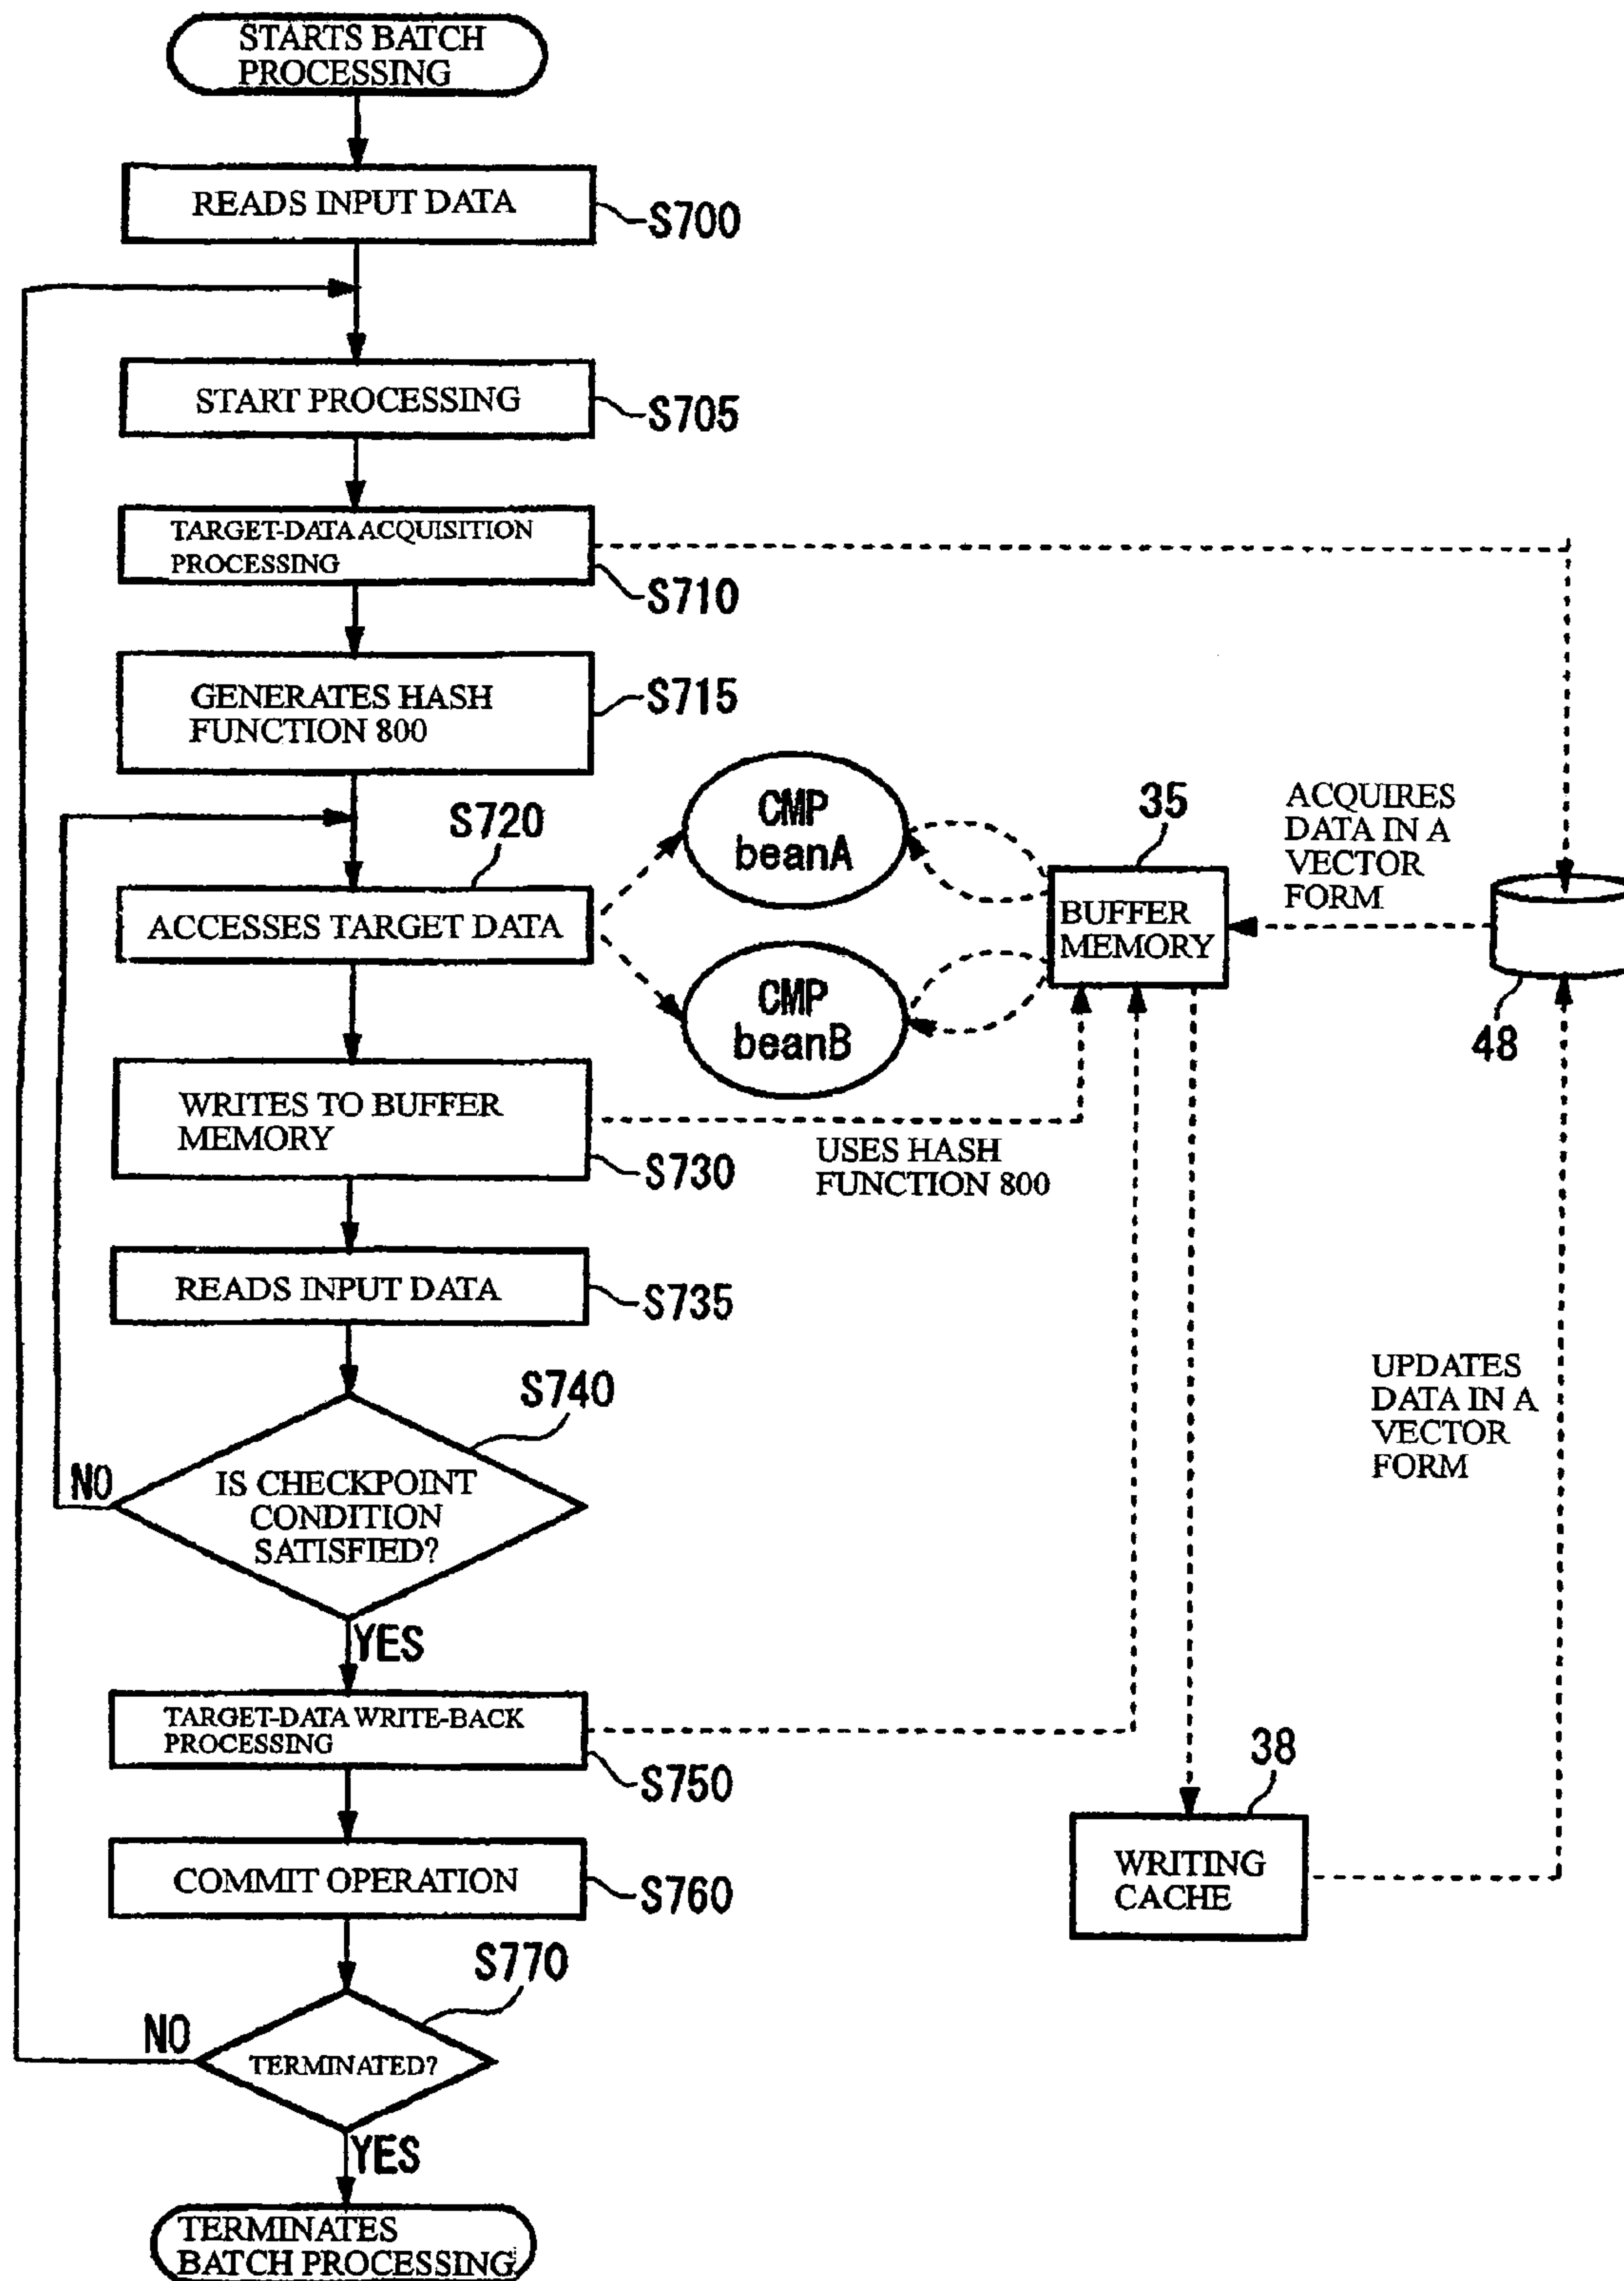 STARTS BATCH
PROCESSING
READS INPUT DATA
S700
START PROCESSING
S705
TARGET-DATA ACQUISITION
PROCESSING
S710
GENERATES HASH
FUNCTION 800
S715
S720
ACCESSES TARGET DATA
CMP
beanA
CMP
beanB
35
BUFFER
MEMORY
ACQUIRES
DATA IN A
VECTOR
FORM
48
WRITES TO BUFFER
MEMORY
S730
USES HASH
FUNCTION 800
READS INPUT DATA
S735
S740
NO
IS CHECKPOINT
CONDITION
SATISFIED?
YES
UPDATES
DATA IN A
VECTOR
FORM
TARGET-DATA WRITE-BACK
PROCESSING
S750
38
WRITING
CACHE
COMMIT OPERATION
S760
S770
NO
TERMINATED?
YES
TERMINATES
BATCH PROCESSING